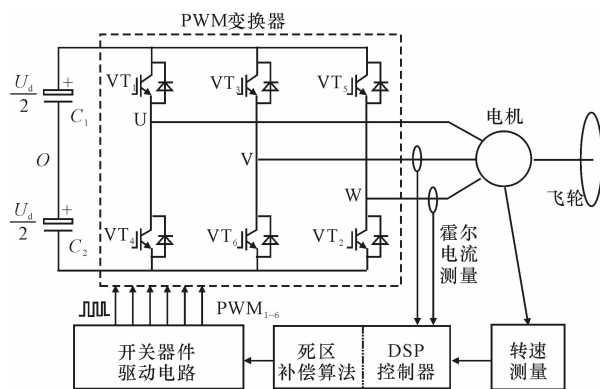 PWM变换器
U_d/2
+
C_1
VT_1
VT_3
VT_5
U
电机
O
V
W
飞轮
U_d/2
+
C_2
VT_4
VT_6
VT_2
霍尔
电流
测量
PWM_{1~6}
开关器件
驱动电路
死区
补偿算法
DSP
控制器
转速
测量